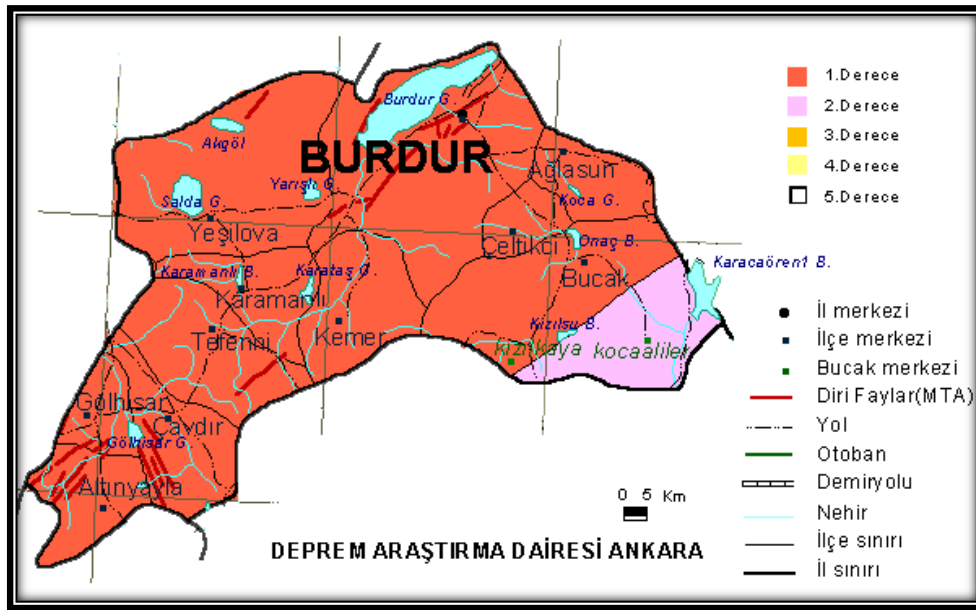 1.Derece
2.Derece
3.Derece
4.Derece
5.Derece
Burdur G.
Akgöl
BURDUR
Ağlasun
Yarışlı G.
Salda G.
Koca G.
Yeşilova
Çeltikçi
Onaç B.
Bucak
Karacaören1 B.
Karamanlı B.
Karataş G.
Karamanlı
Kızılsu B.
Tefenni
Kemer
kızılkaya
kocaaliler
Gölhisar
Çavdır
Gölhisar G.
Altınyayla
İl merkezi
İlçe merkezi
Bucak merkezi
Diri Faylar(MTA)
Yol
Otoban
Demiryolu
Nehir
İlçe sınırı
İl sınırı
0 5 Km
DEPREM ARAŞTIRMA DAİRESİ ANKARA